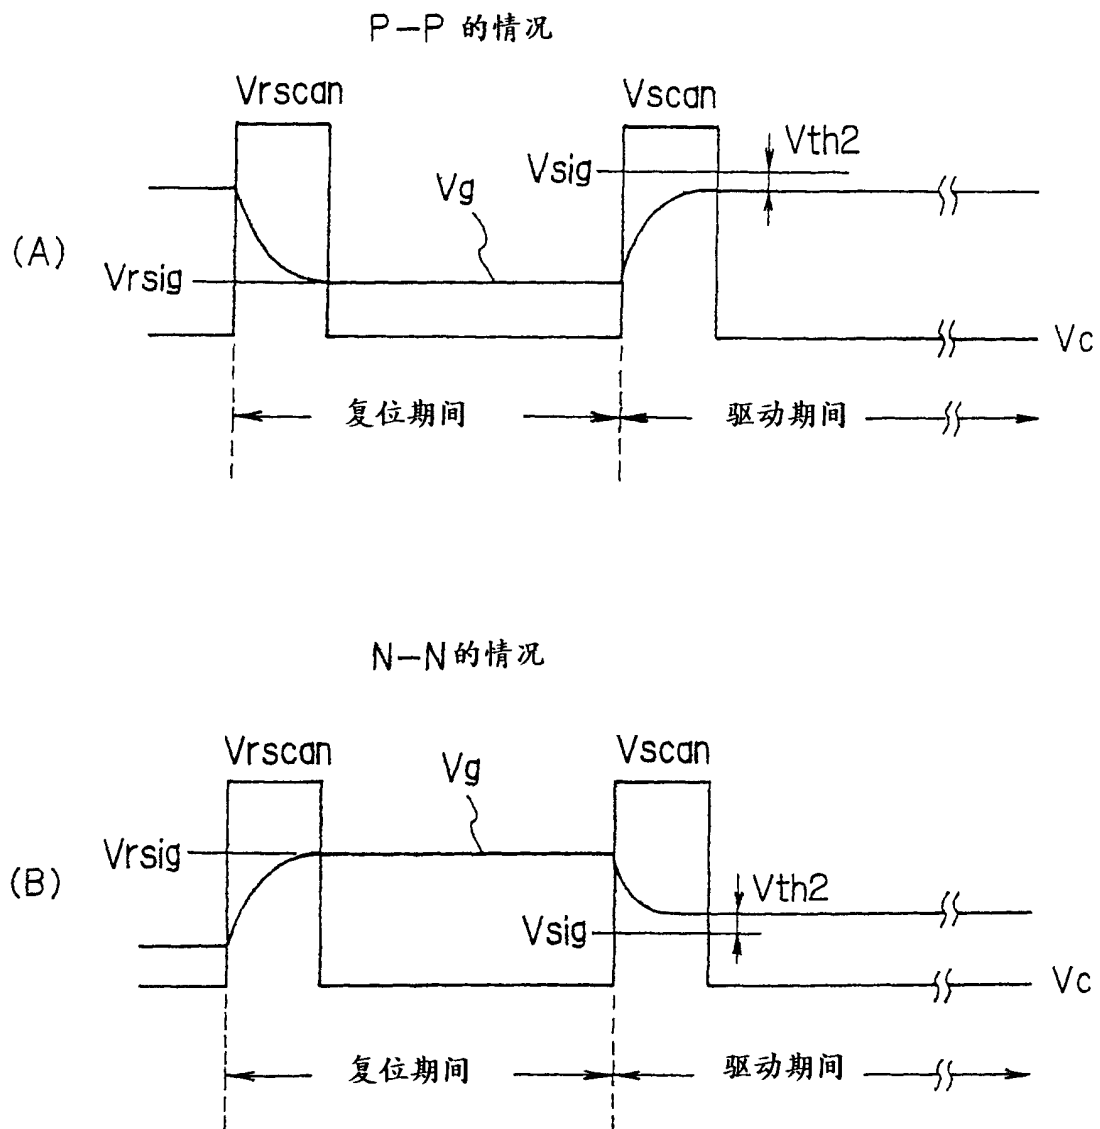 P-P 的情况
Vrscan
Vscan
Vth2
Vsig
Vg
(A)
Vrsig
Vc
复位期间
驱动期间
N-N的情况
Vrscan
Vscan
Vg
Vrsig
(B)
Vth2
Vsig
Vc
复位期间
驱动期间